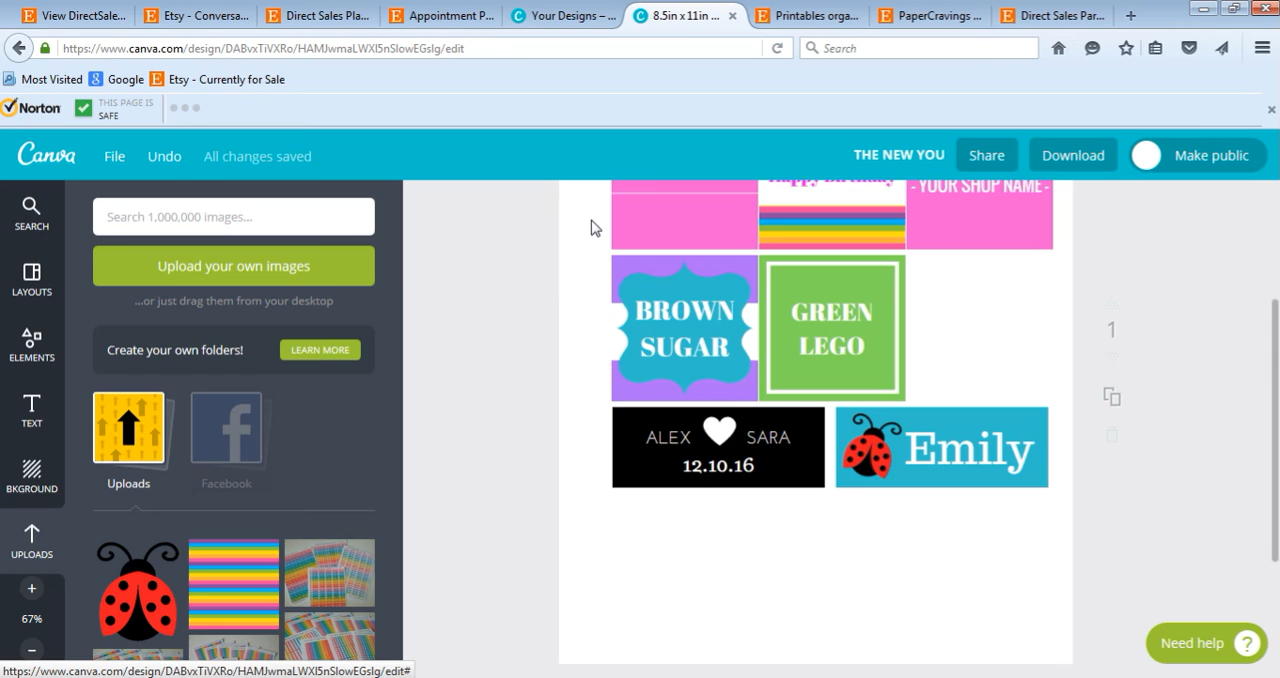 View DirectSale...
Etsy - Conversa...
Direct Sales Pla...
Appointment P...
Your Designs – ...
8.5in x 11in ...
Printables orga...
PaperCravings ...
Direct Sales Par...
https://www.canva.com/design/DABvxTiVXRo/HAMJwmaLWXI5nSlowEGsIg/edit
Search
Most Visited
Google
Etsy - Currently for Sale
Norton
THIS PAGE IS
SAFE
Canva
File
Undo
All changes saved
THE NEW YOU
Share
Download
Make public
SEARCH
LAYOUTS
ELEMENTS
TEXT
BKGROUND
UPLOADS
67%
Search 1,000,000 images...
Upload your own images
...or just drag them from your desktop
Create your own folders!
LEARN MORE
Uploads
Facebook
Happy Birthday
- YOUR SHOP NAME -
BROWN
SUGAR
GREEN
LEGO
ALEX SARA
12.10.16
Emily
1
Need help ?
https://www.canva.com/design/DABvxTiVXRo/HAMJwmaLWXI5nSlowEGsIg/edit#